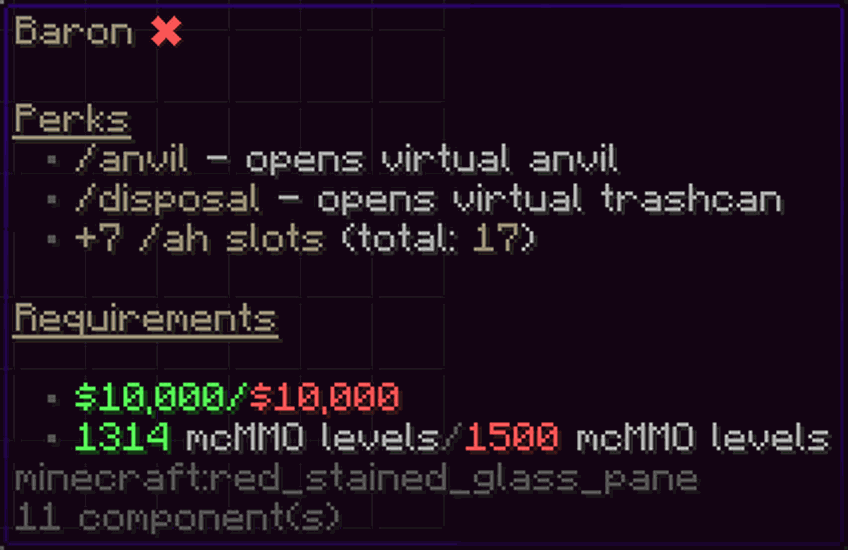 Baron ✖
Perks
▪ /anvil – opens virtual anvil
▪ /disposal – opens virtual trashcan
▪ +7 /ah slots (total: 17)
Requirements
▪ $10,000/$10,000
▪ 1314 mcMMO levels/1500 mcMMO levels
minecraft:red_stained_glass_pane
11 component(s)